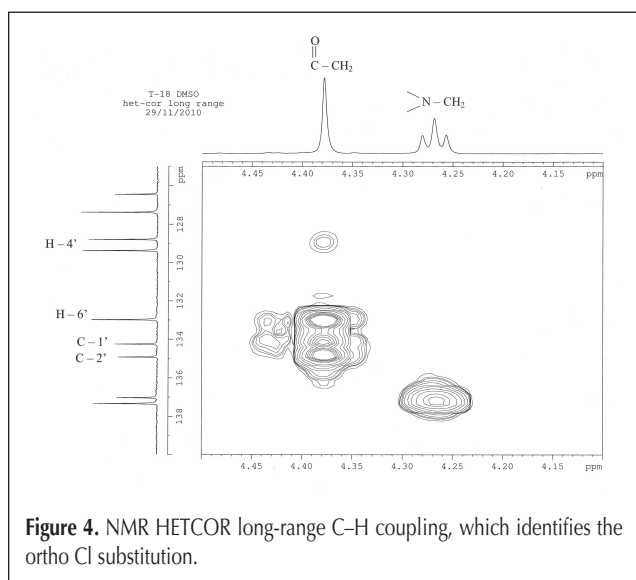 O
C – CH₂
T-18 DMSO
het-cor long range
29/11/2010
N – CH₂
4.45 4.40 4.35 4.30 4.25 4.20 4.15 ppm
ppm
128
H – 4'
130
132
H – 6'
134
C – 1'
C – 2'
136
138
4.45 4.40 4.35 4.30 4.25 4.20 4.15 ppm
Figure 4. NMR HETCOR long-range C–H coupling, which identifies the
ortho Cl substitution.